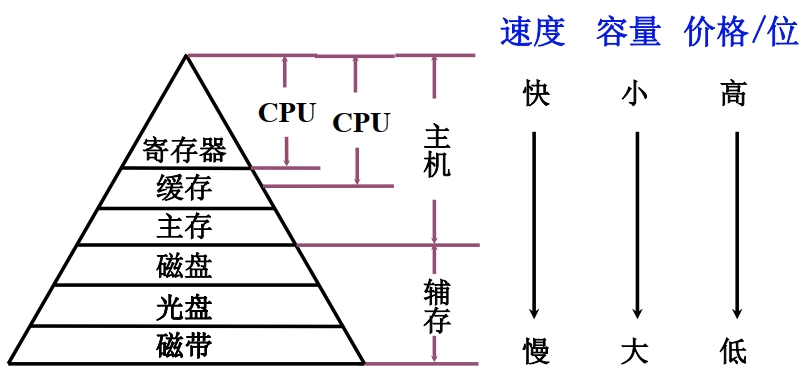 速度 容量 价格/位
快 小 高
CPU
CPU
主机
寄存器
缓存
主存
磁盘
辅存
光盘
磁带
慢 大 低